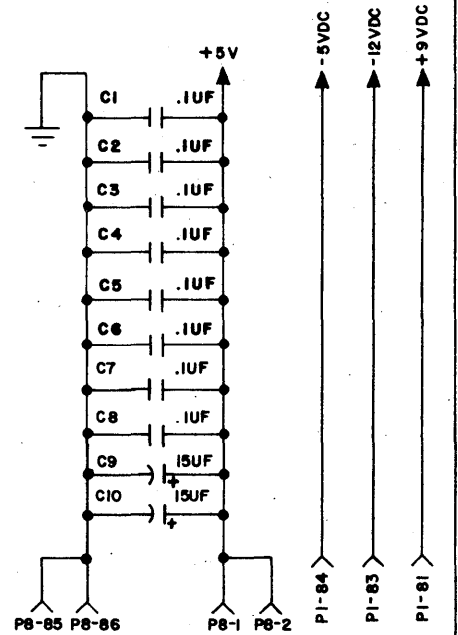 +5V
-5VDC
-12VDC
+9VDC
C1 .1UF
C2 .1UF
C3 .1UF
C4 .1UF
C5 .1UF
C6 .1UF
C7 .1UF
C8 .1UF
C9 15UF
+
C10 15UF
+
P8-85 P8-86 P8-1 P8-2
P1-84
P1-83
P1-81